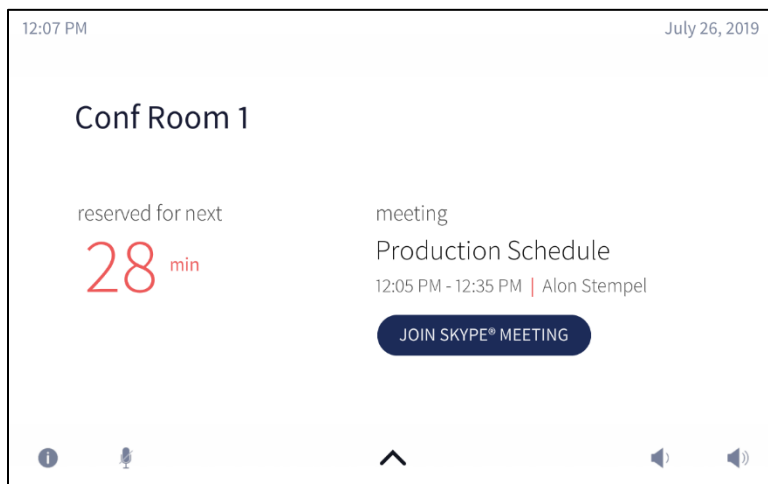 12:07 PM
July 26, 2019
Conf Room 1
reserved for next
28 min
meeting
Production Schedule
12:05 PM - 12:35 PM | Alon Stempel
JOIN SKYPE® MEETING